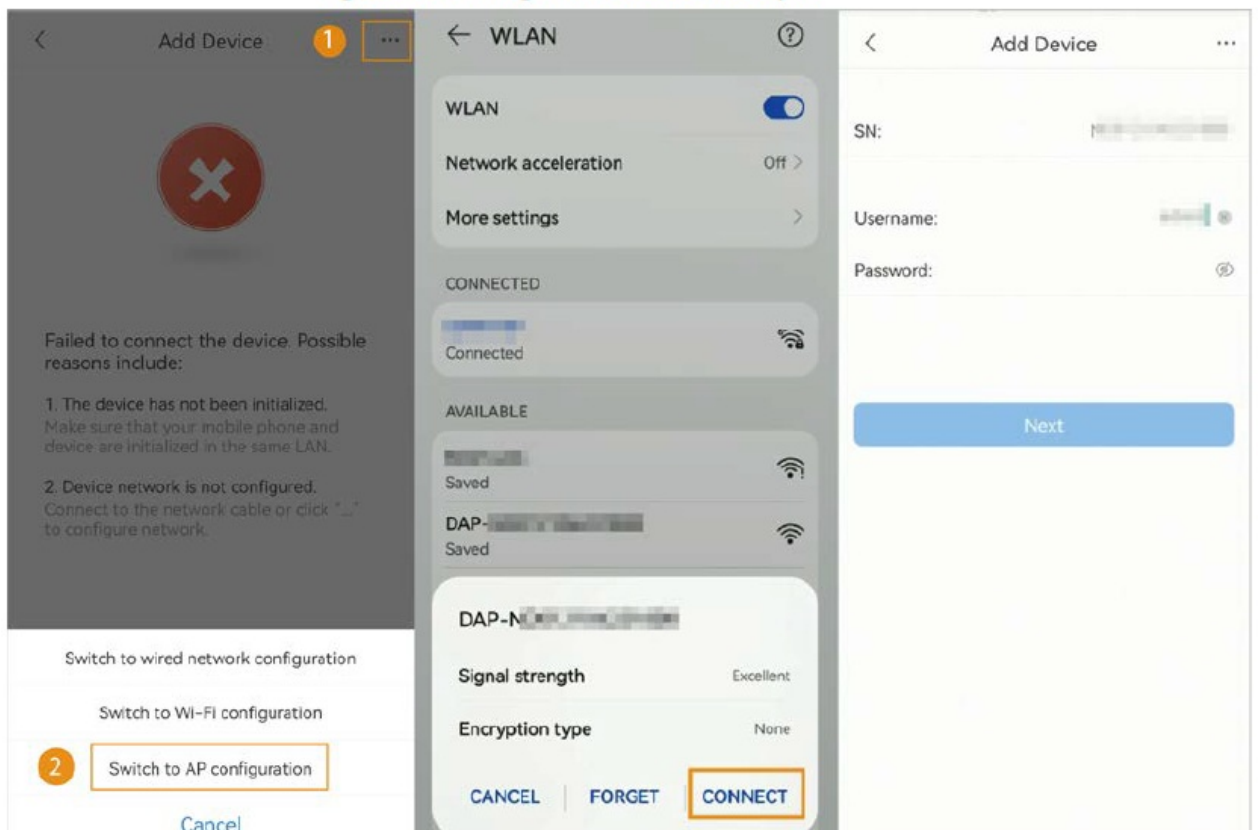 Add Device
1
...
Failed to connect the device. Possible
reasons include:
1. The device has not been initialized.
Make sure that your mobile phone and
device are initialized in the same LAN.
2. Device network is not configured.
Connect to the network cable or click "..."
to configure network.
Switch to wired network configuration
Switch to Wi-Fi configuration
2
Switch to AP configuration
Cancel
WLAN
WLAN
Network acceleration
Off
More settings
CONNECTED
Connected
AVAILABLE
Saved
DAP-
Saved
DAP-N
Signal strength
Excellent
Encryption type
None
CANCEL
FORGET
CONNECT
Add Device
...
SN:
Username:
Password:
Next